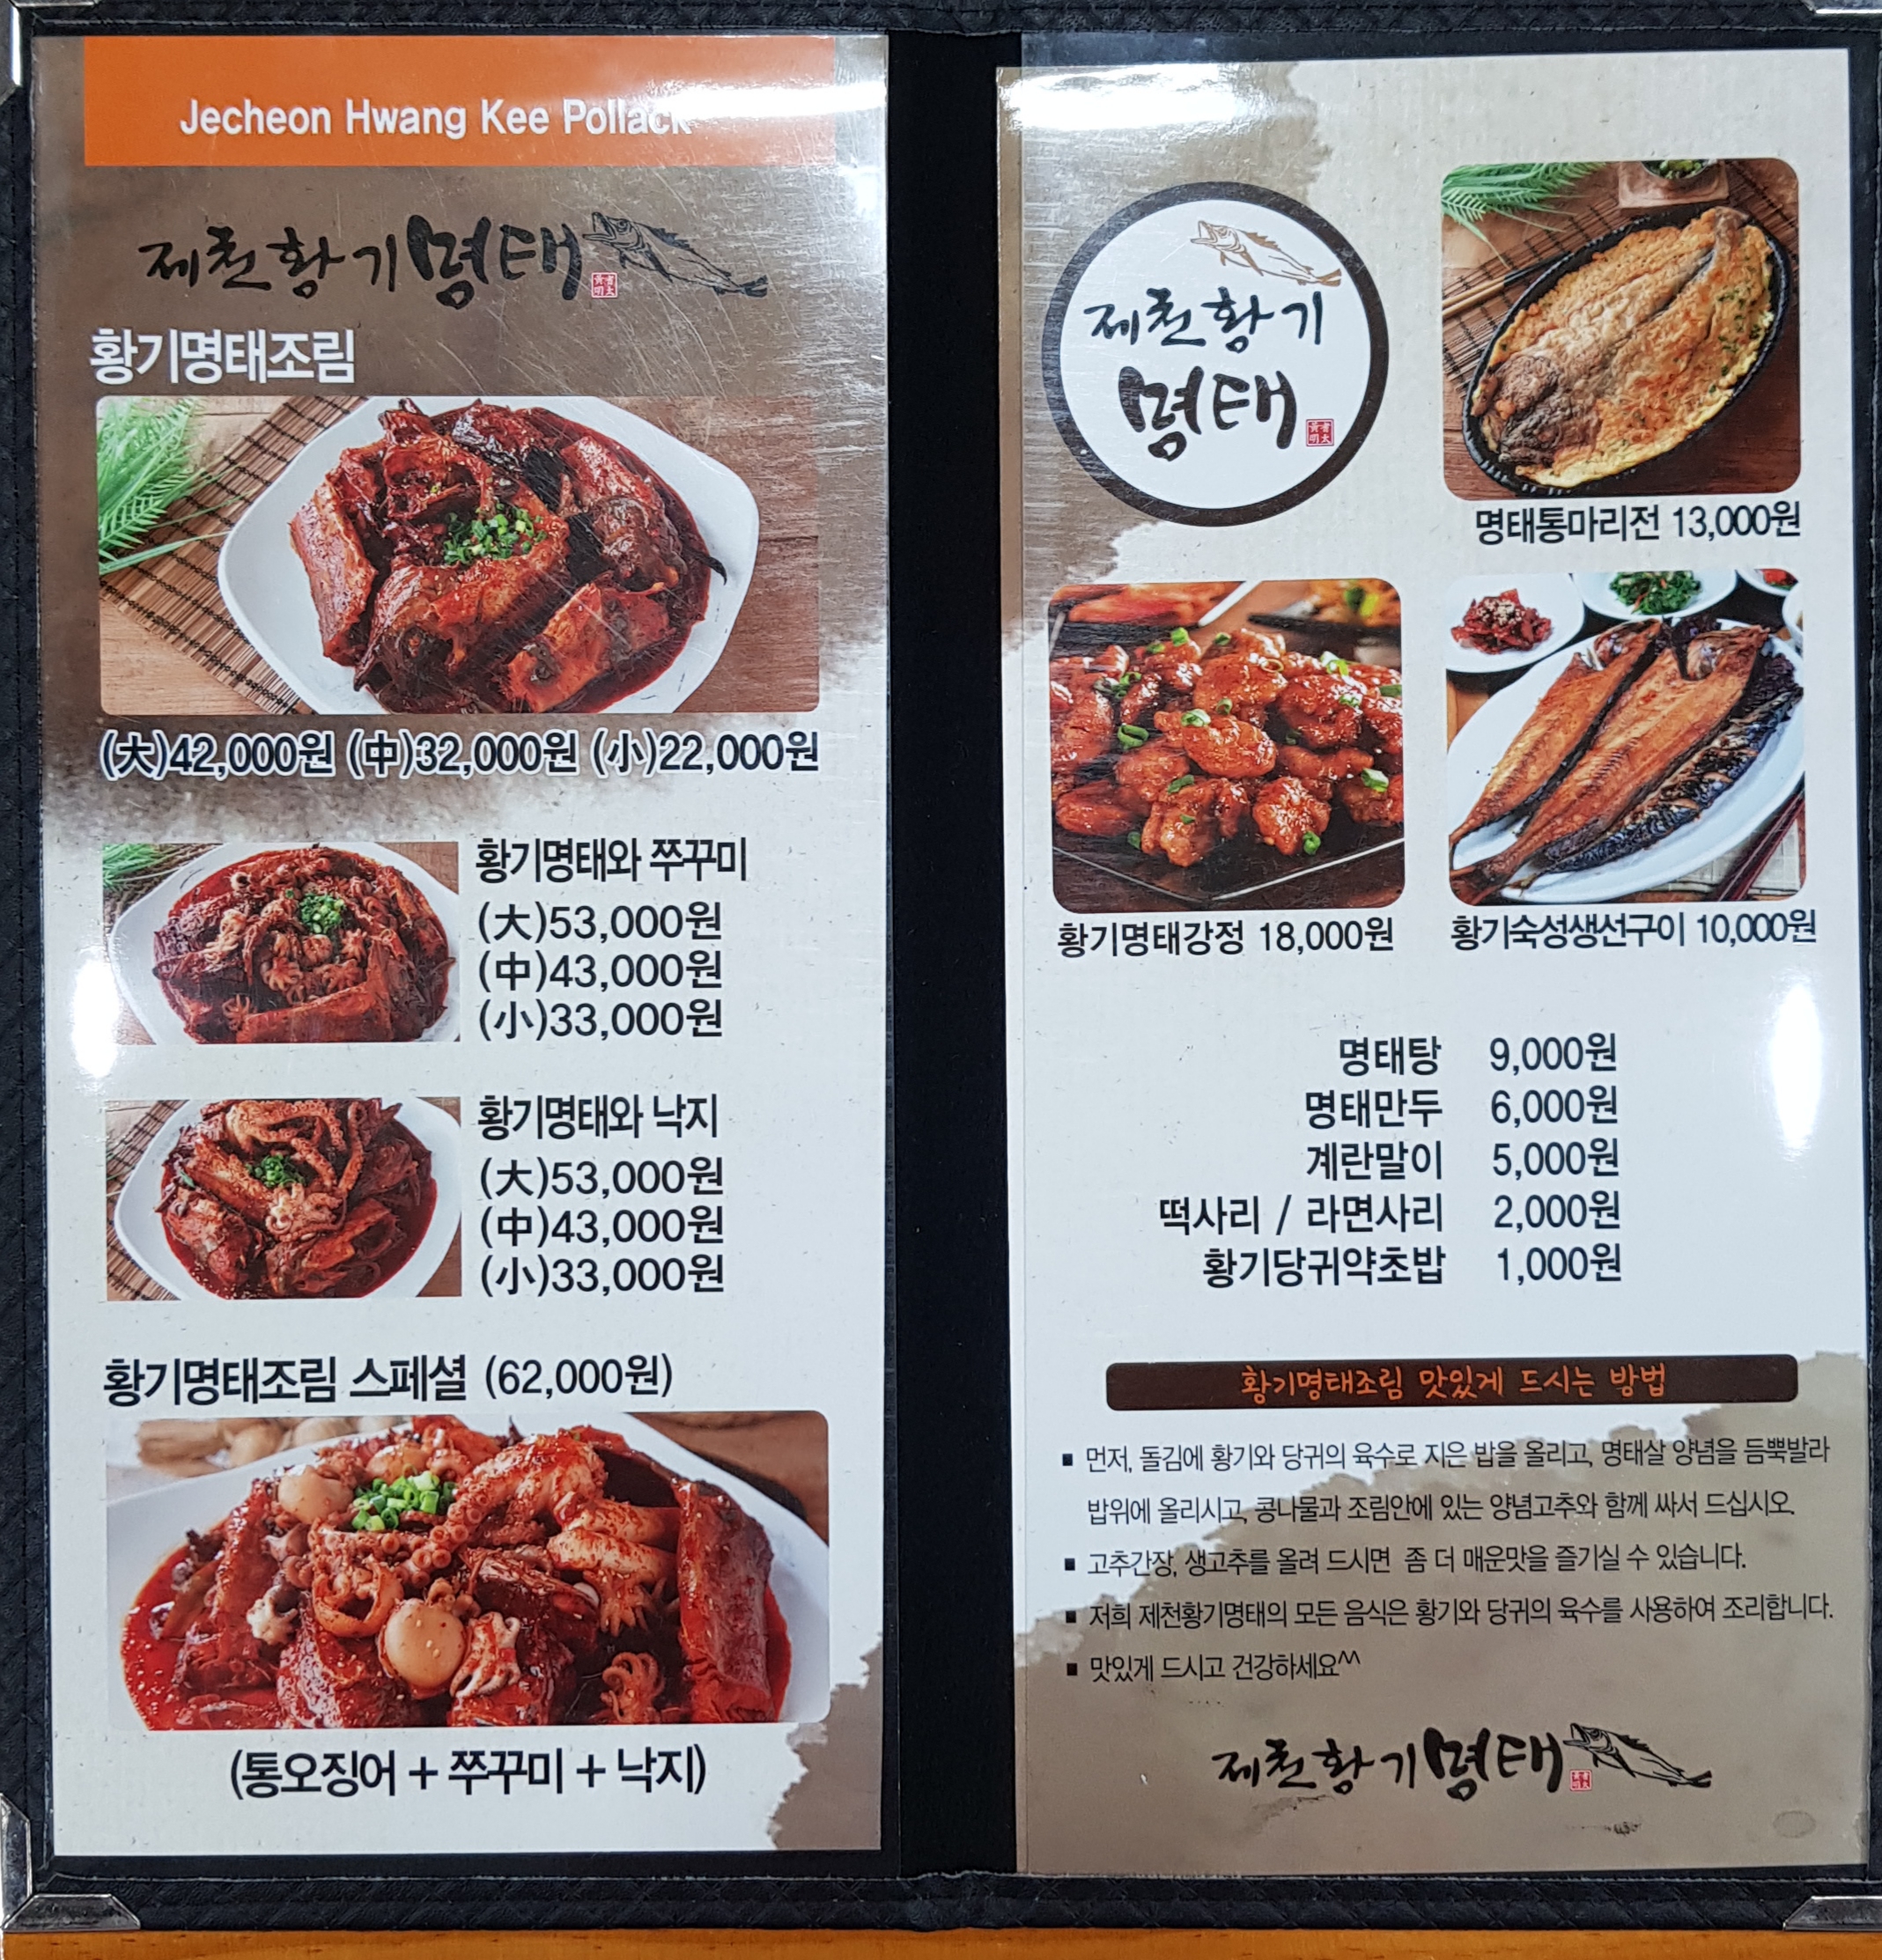 Jecheon Hwang Kee Pollack
제천황기명태
황기명태조림
(大)42,000원 (中)32,000원 (小)22,000원
황기명태와 쭈꾸미
(大)53,000원
(中)43,000원
(小)33,000원
황기명태와 낙지
(大)53,000원
(中)43,000원
(小)33,000원
황기명태조림 스페셜 (62,000원)
(통오징어 + 쭈꾸미 + 낙지)
제천황기
명태
명태통마리전 13,000원
황기명태강정 18,000원
황기숙성생선구이 10,000원
명태탕 9,000원
명태만두 6,000원
계란말이 5,000원
떡사리 / 라면사리 2,000원
황기당귀약초밥 1,000원
황기명태조림 맛있게 드시는 방법
▪ 먼저, 돌김에 황기와 당귀의 육수로 지은 밥을 올리고, 명태살 양념을 듬뿍발라
밥위에 올리시고, 콩나물과 조림안에 있는 양념고추와 함께 싸서 드십시오.
▪ 고추간장, 생고추를 올려 드시면 좀 더 매운맛을 즐기실 수 있습니다.
▪ 저희 제천황기명태의 모든 음식은 황기와 당귀의 육수를 사용하여 조리합니다.
▪ 맛있게 드시고 건강하세요^^
제천황기명태